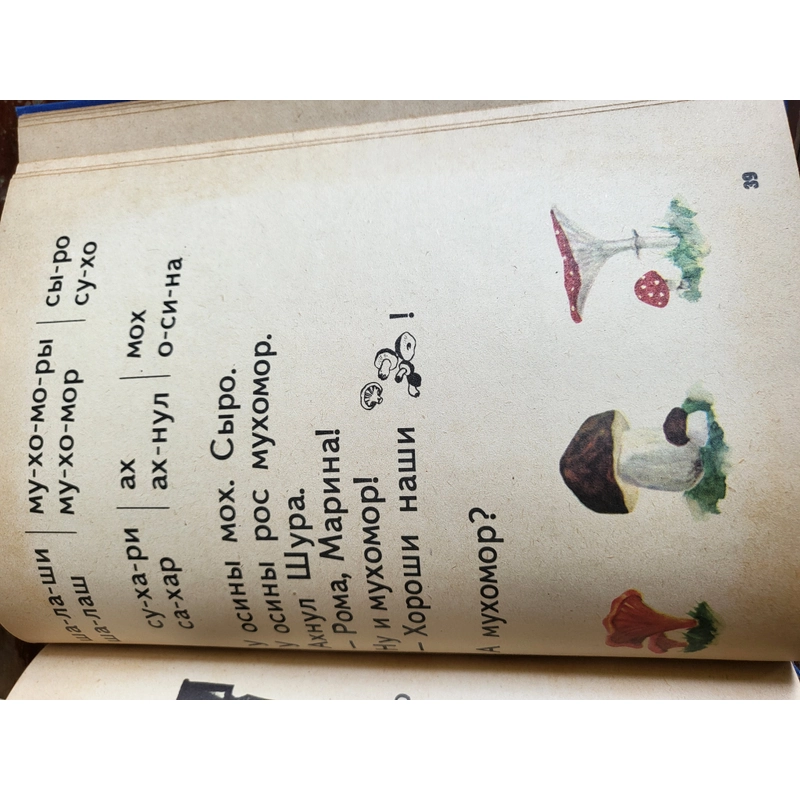 ша-ла-ши | му-хо-мо-ры | сы-ро
ша-лаш | му-хо-мор | су-хо
су-ха-ри | ах | мох
са-хар | ах-нул | о-си-на
У осины мох. Сыро.
У осины рос мухомор.
Ахнул Шура.
– Рома, Марина!
Ну и мухомор!
– Хороши наши !
А мухомор?
39